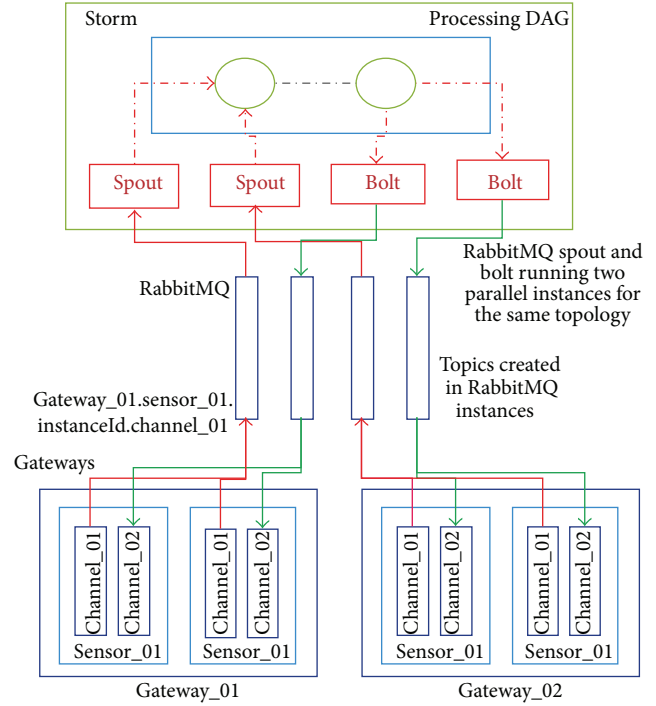 Storm
Processing DAG
Spout
Spout
Bolt
Bolt
RabbitMQ
RabbitMQ spout and
bolt running two
parallel instances for
the same topology
Gateway_01.sensor_01.
instanceId.channel_01
Topics created
in RabbitMQ
instances
Gateways
Channel_01
Channel_02
Channel_01
Channel_02
Channel_01
Channel_02
Channel_01
Channel_02
Sensor_01
Sensor_01
Sensor_01
Sensor_01
Gateway_01
Gateway_02